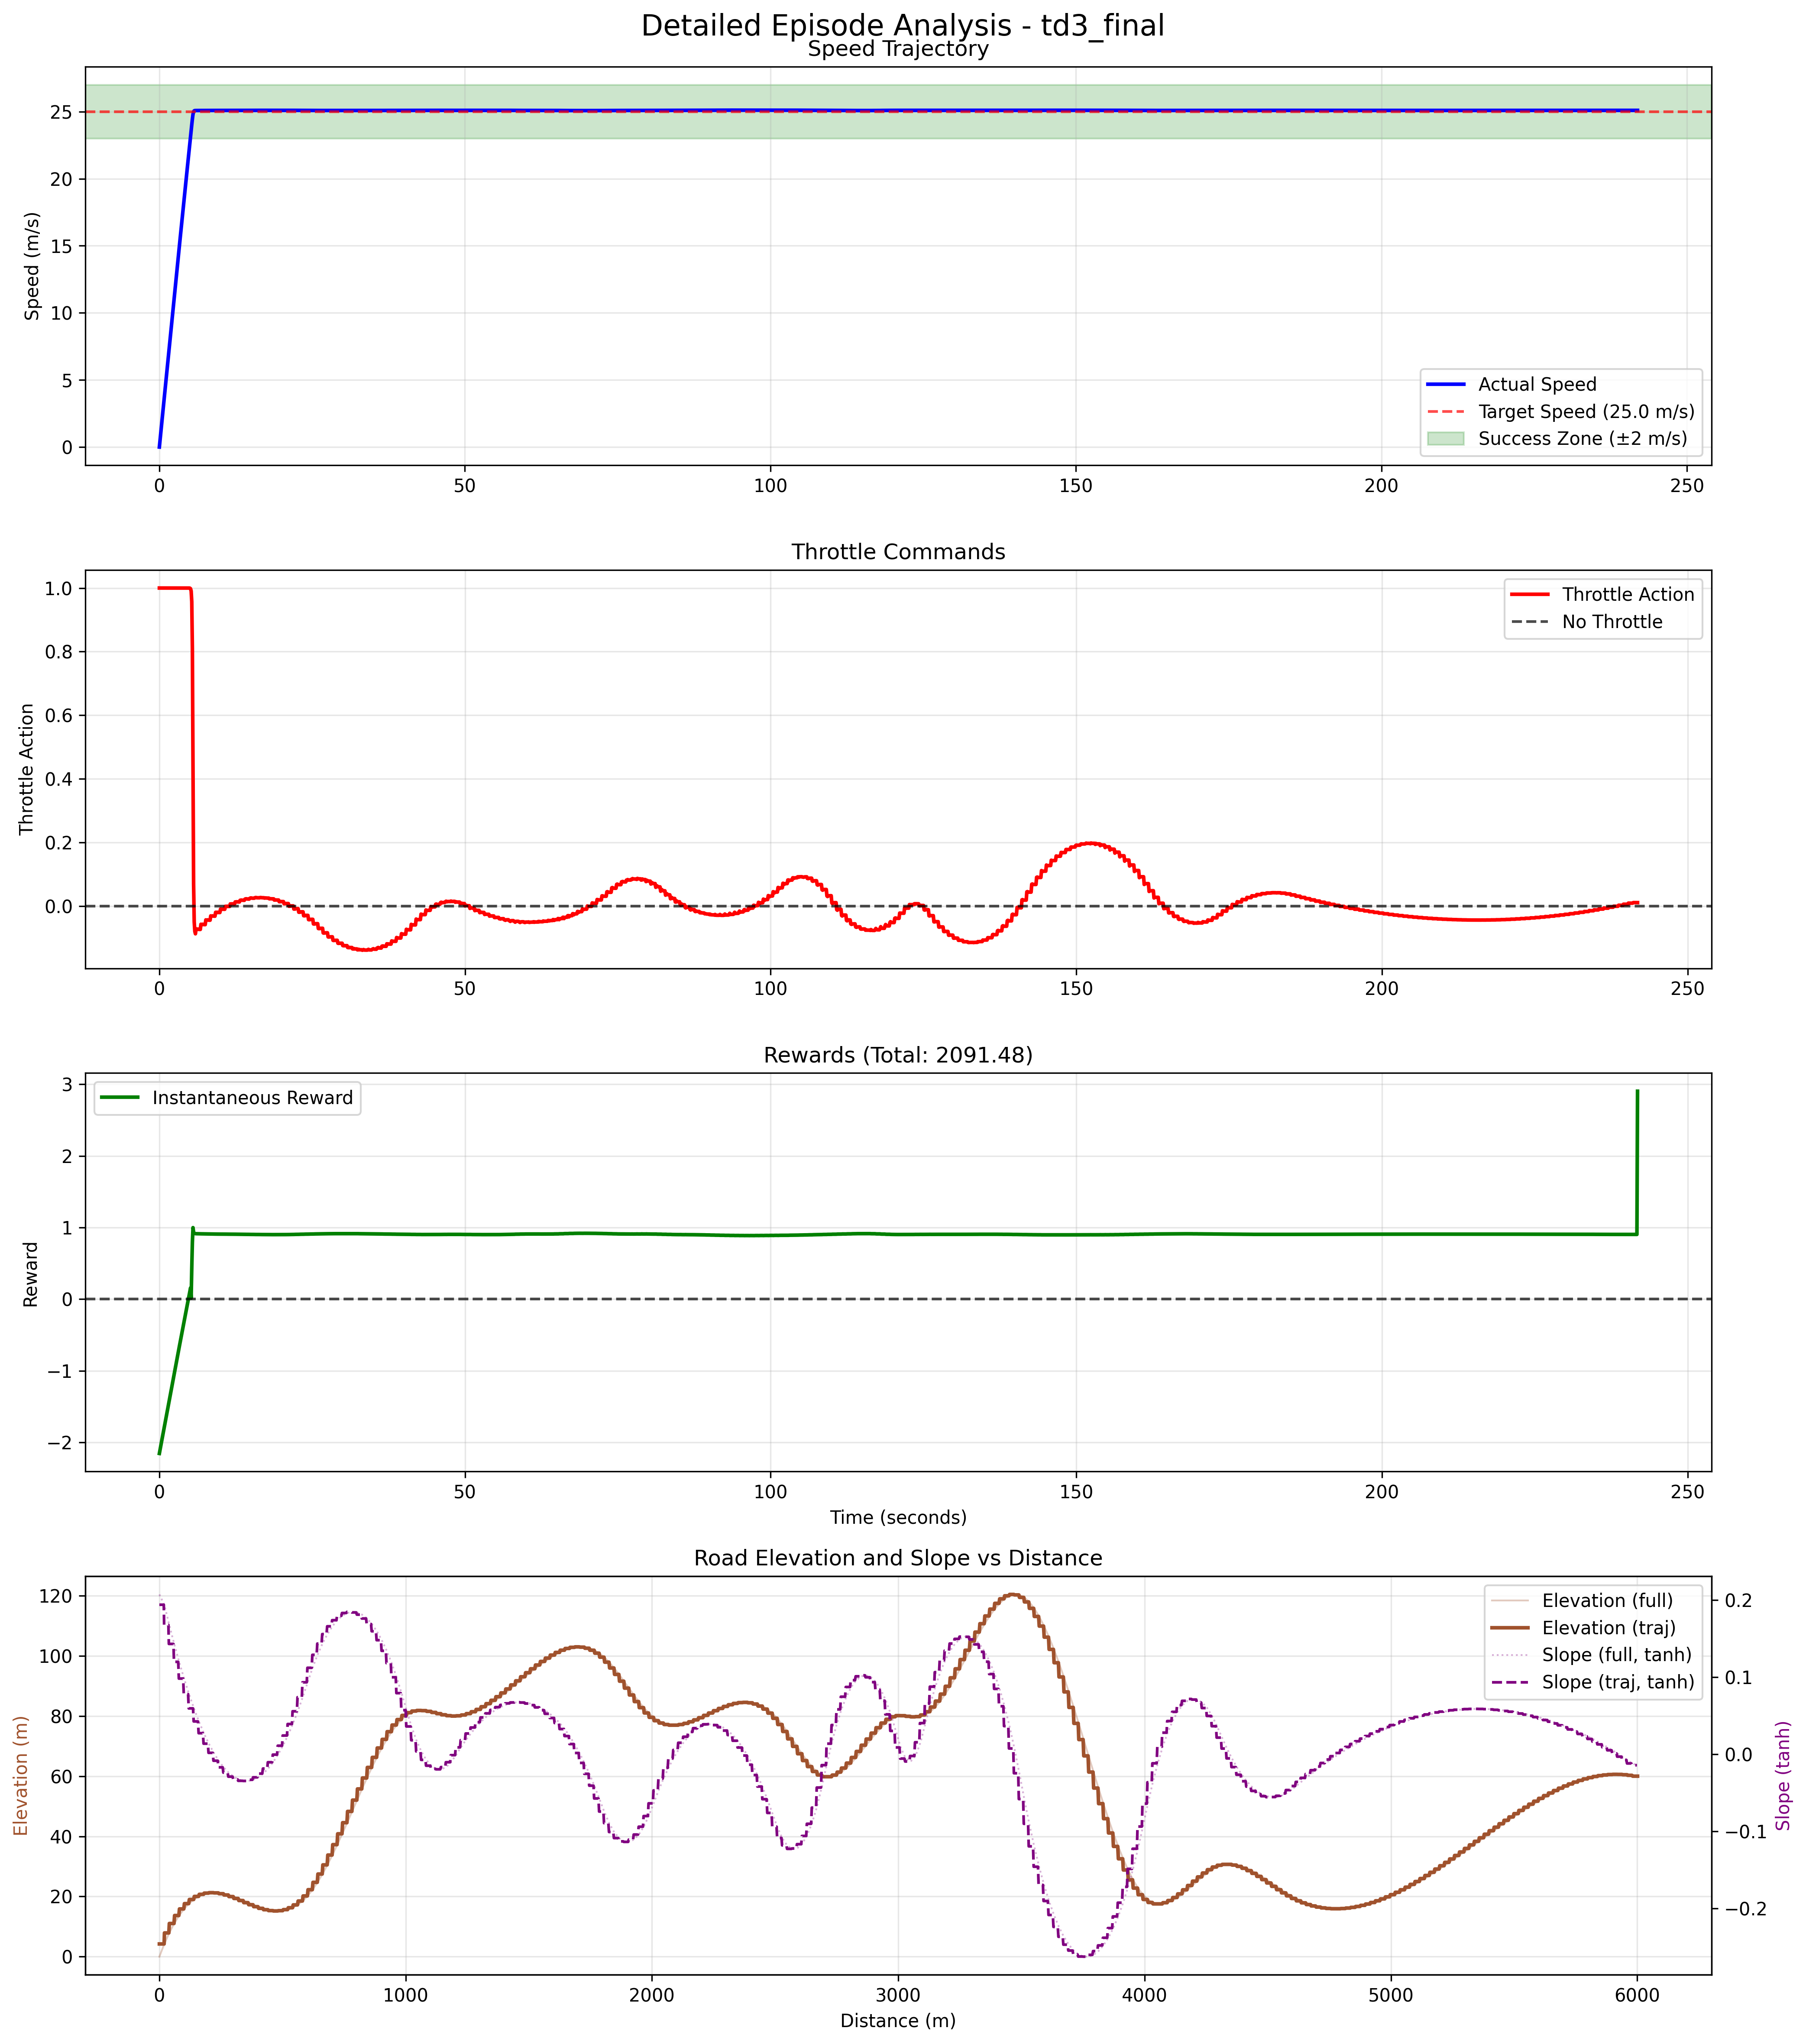 Detailed Episode Analysis - td3_final
Speed Trajectory
Speed (m/s)
25
20
15
10
5
0
Actual Speed
Target Speed (25.0 m/s)
Success Zone (±2 m/s)
0 50 100 150 200 250
Throttle Commands
Throttle Action
1.0
0.8
0.6
0.4
0.2
0.0
Throttle Action
No Throttle
0 50 100 150 200 250
Rewards (Total: 2091.48)
Reward
3
2
1
0
−1
−2
Instantaneous Reward
0 50 100 150 200 250
Time (seconds)
Road Elevation and Slope vs Distance
Elevation (m)
120
100
80
60
40
20
0
Elevation (full)
Elevation (traj)
Slope (full, tanh)
Slope (traj, tanh)
0.2
0.1
0.0
−0.1
−0.2
Slope (tanh)
0 1000 2000 3000 4000 5000 6000
Distance (m)